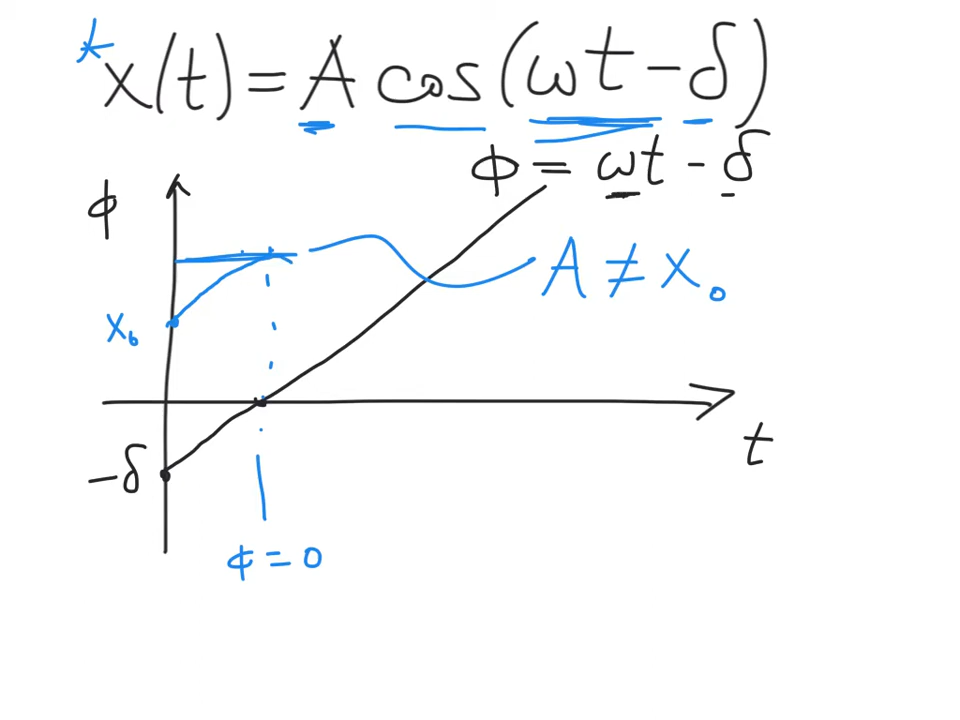 *x(t) = A cos(ωt - δ)
ϕ = ωt - δ
ϕ
A ≠ x₀
x₀
t
-δ
ϕ = 0